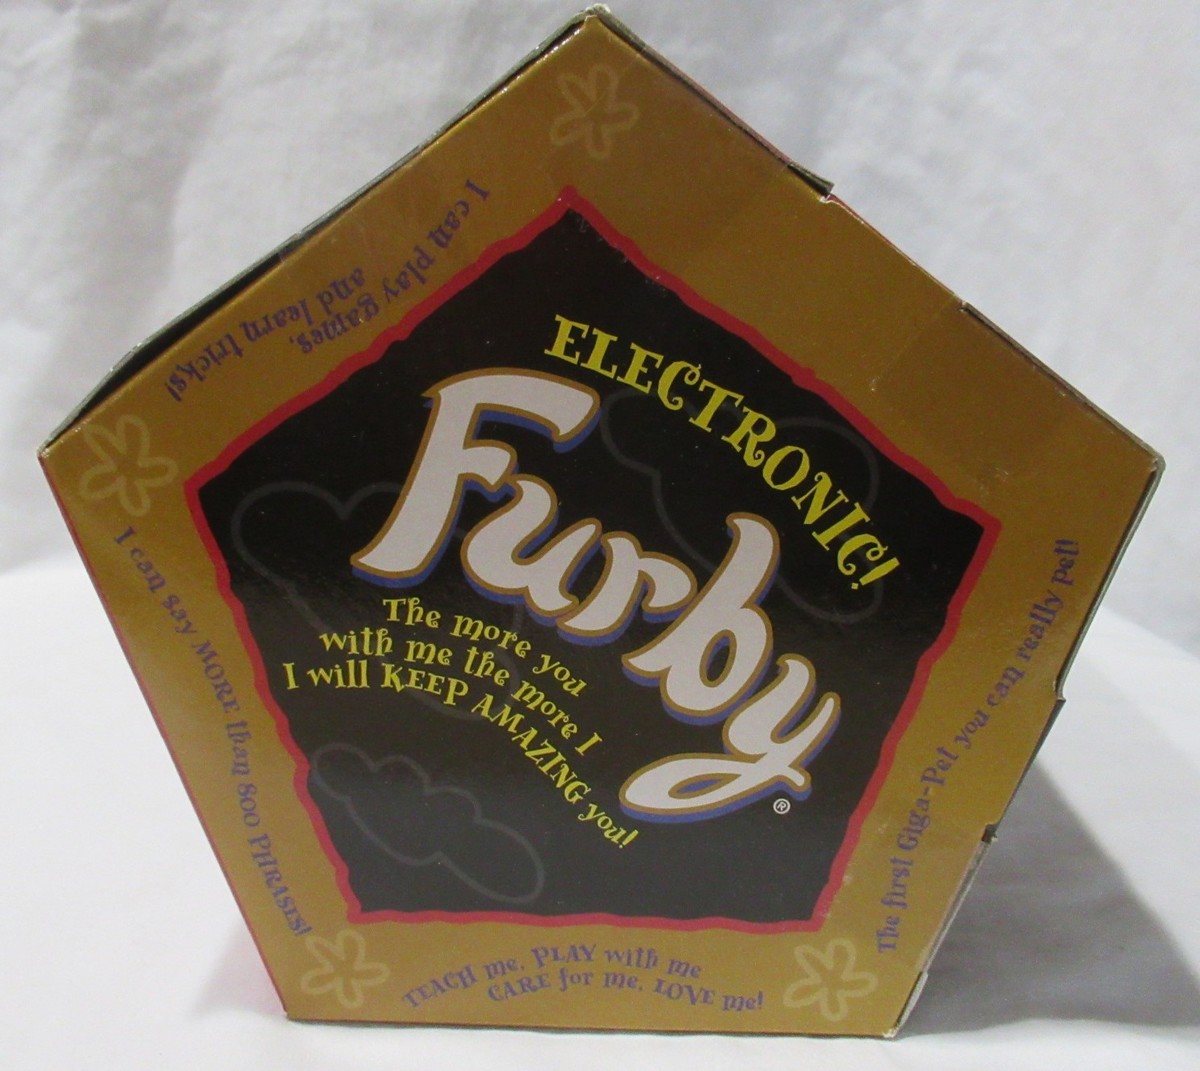 ELECTRONIC!
Furby®
The more you
with me the more I
I will KEEP AMAZING you!
I can play games,
and learn tricks!
I can say MORE than 800 PHRASES!
TEACH me, PLAY with me
CARE for me, LOVE me!
The first Giga-Pet you can really pet!